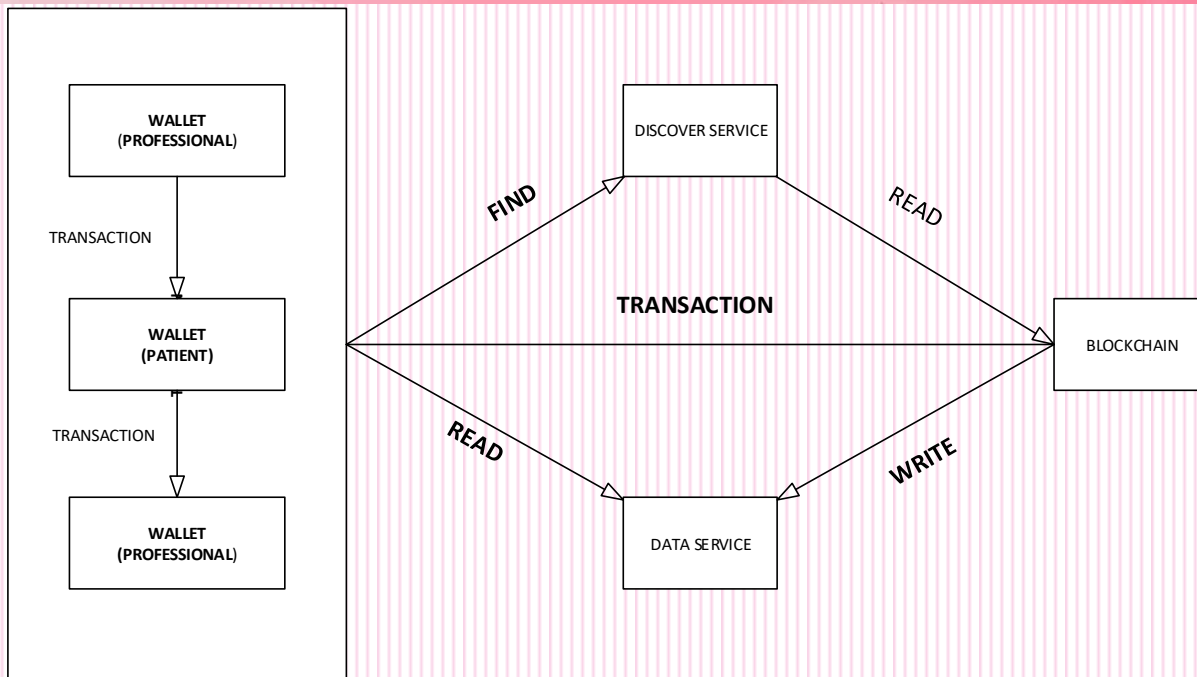 WALLET
(PROFESSIONAL)
TRANSACTION
WALLET
(PATIENT)
TRANSACTION
WALLET
(PROFESSIONAL)
FIND
DISCOVER SERVICE
READ
TRANSACTION
BLOCKCHAIN
READ
WRITE
DATA SERVICE